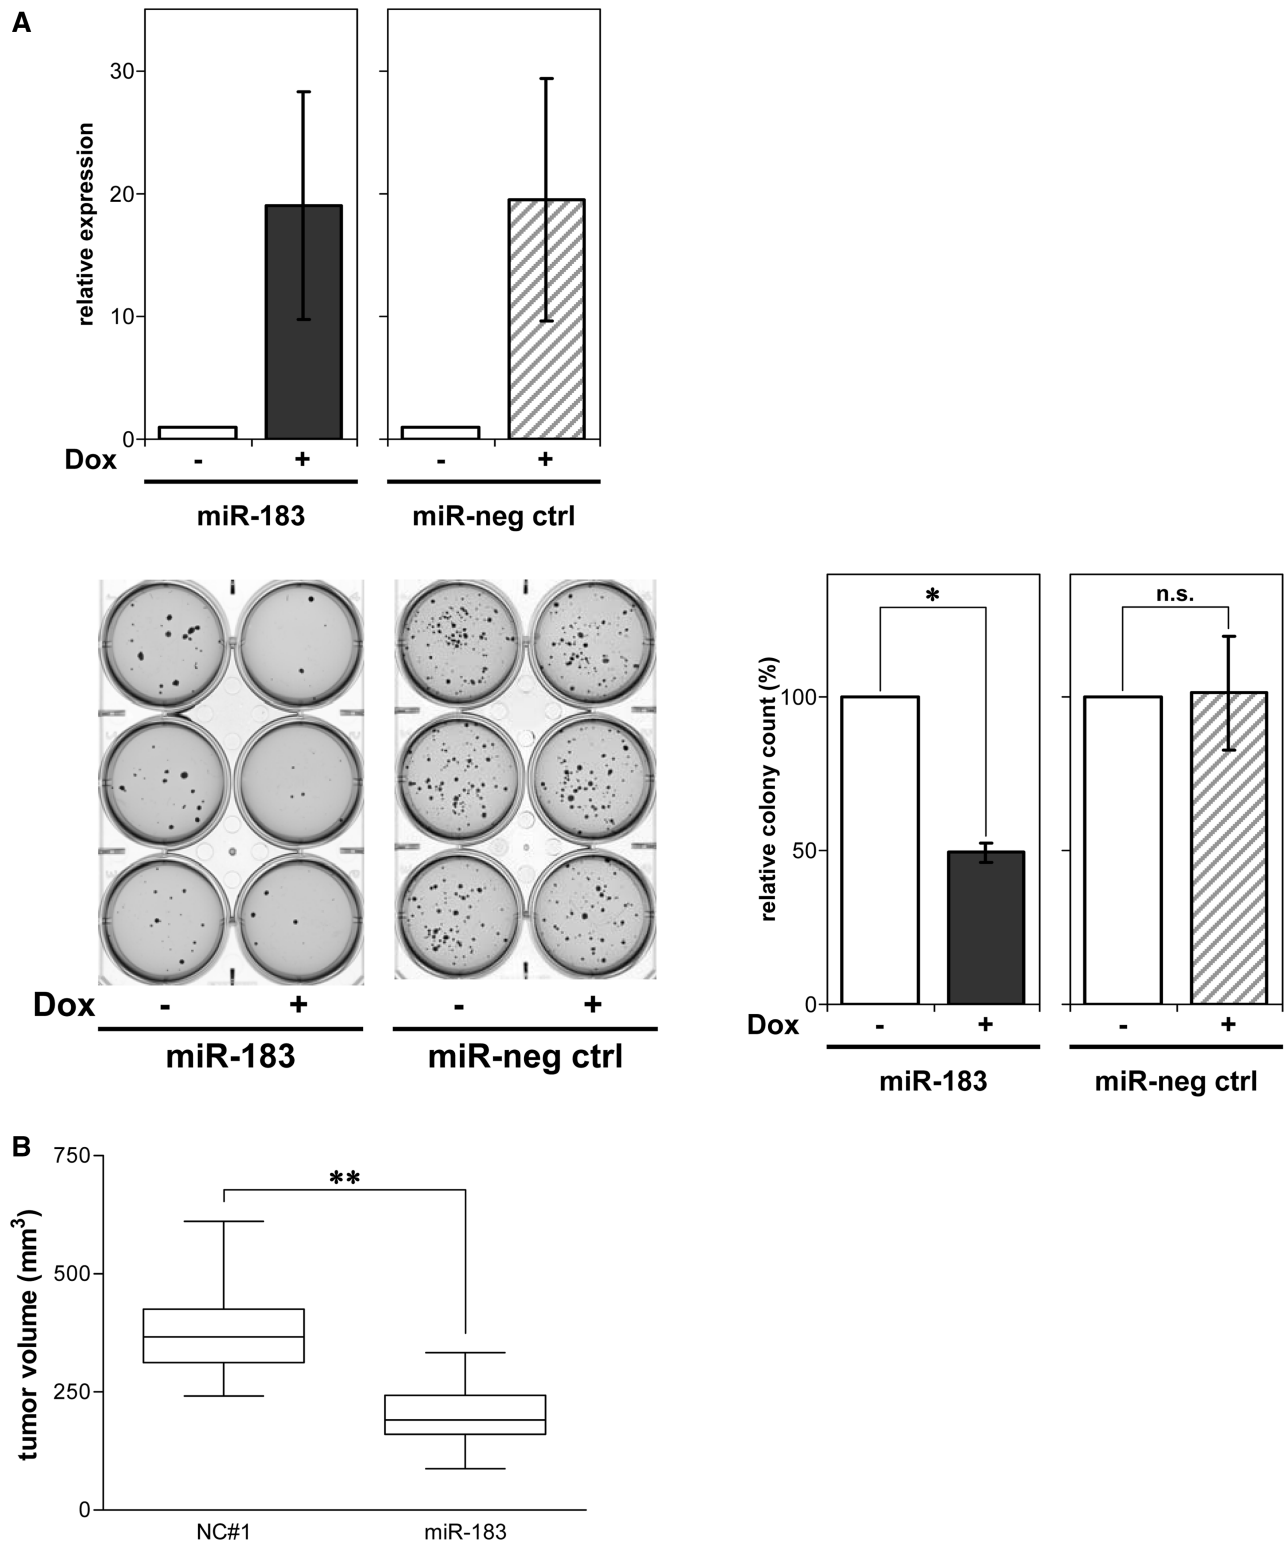 A
30
20
10
0
relative expression
Dox - + - +
miR-183 miR-neg ctrl
Dox - + - +
miR-183 miR-neg ctrl
* n.s.
100
50
0
relative colony count (%)
Dox - + - +
miR-183 miR-neg ctrl
B
750
500
250
0
tumor volume (mm³)
**
NC#1 miR-183